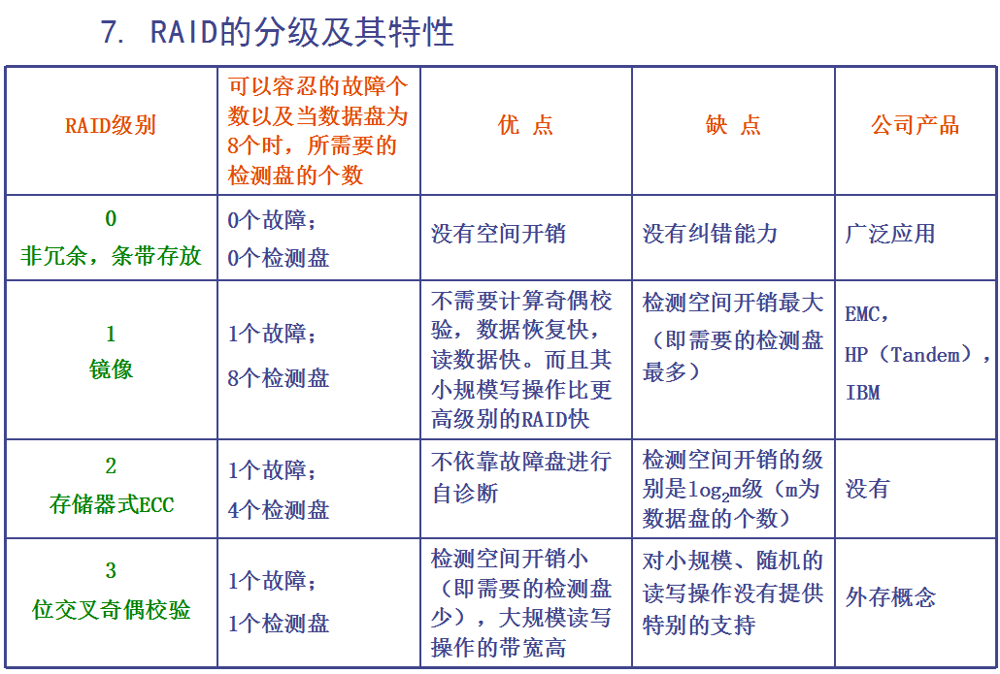 7. RAID的分级及其特性
RAID级别
可以容忍的故障个
数以及当数据盘为
8个时，所需要的
检测盘的个数
优 点
缺 点
公司产品
0
非冗余，条带存放
0个故障；
0个检测盘
没有空间开销
没有纠错能力
广泛应用
1
镜像
1个故障；
8个检测盘
不需要计算奇偶校
验，数据恢复快，
读数据快。而且其
小规模写操作比更
高级别的RAID快
检测空间开销最大
（即需要的检测盘
最多）
EMC，
HP（Tandem），
IBM
2
存储器式ECC
1个故障；
4个检测盘
不依靠故障盘进行
自诊断
检测空间开销的级
别是log₂m级（m为
数据盘的个数）
没有
3
位交叉奇偶校验
1个故障；
1个检测盘
检测空间开销小
（即需要的检测盘
少），大规模读写
操作的带宽高
对小规模、随机的
读写操作没有提供
特别的支持
外存概念